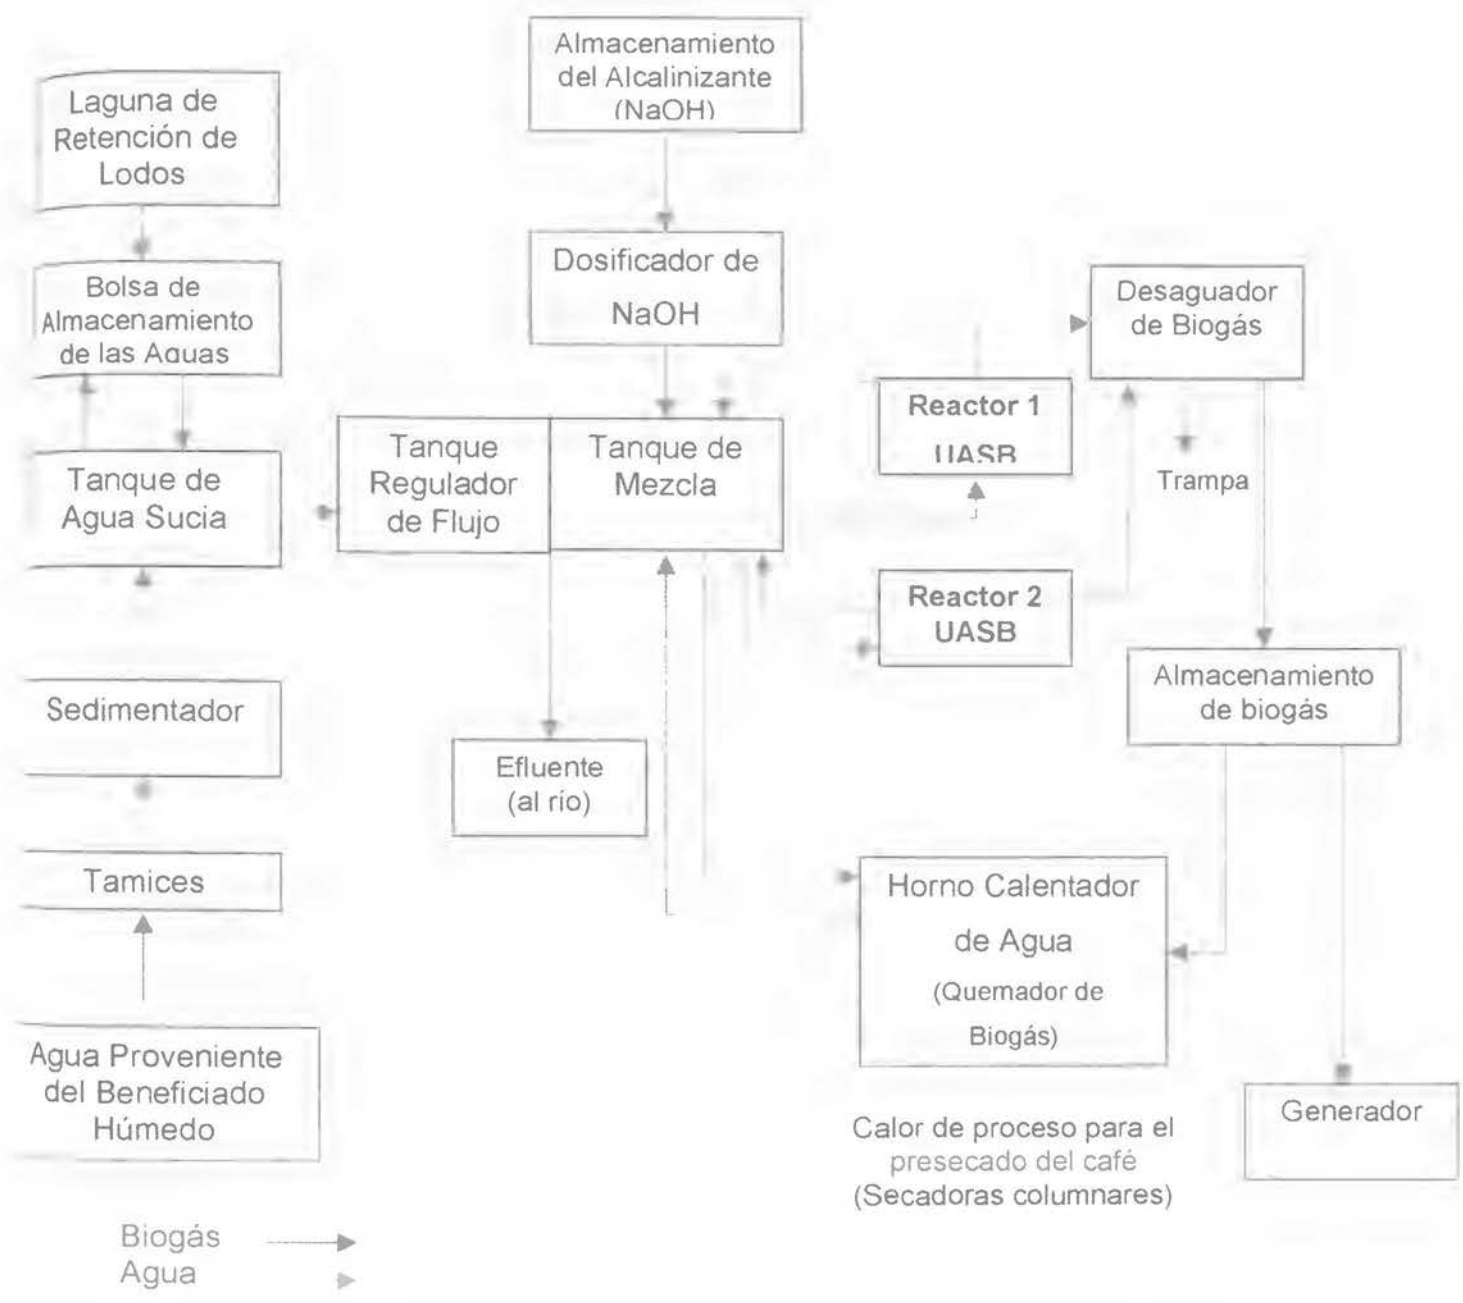 Almacenamiento
del Alcalinizante
(NaOH)
Laguna de
Retención de
Lodos
Dosificador de
NaOH
Bolsa de
Almacenamiento
de las Aguas
Desaguador
de Biogás
Reactor 1
UASB
Tanque
Regulador
de Flujo
Tanque de
Mezcla
Tanque de
Agua Sucia
Trampa
Reactor 2
UASB
Almacenamiento
de biogás
Sedimentador
Efluente
(al río)
Tamices
Horno Calentador
de Agua
(Quemador de
Biogás)
Agua Proveniente
del Beneficiado
Húmedo
Generador
Calor de proceso para el
presecado del café
(Secadoras columnares)
Biogás
Agua